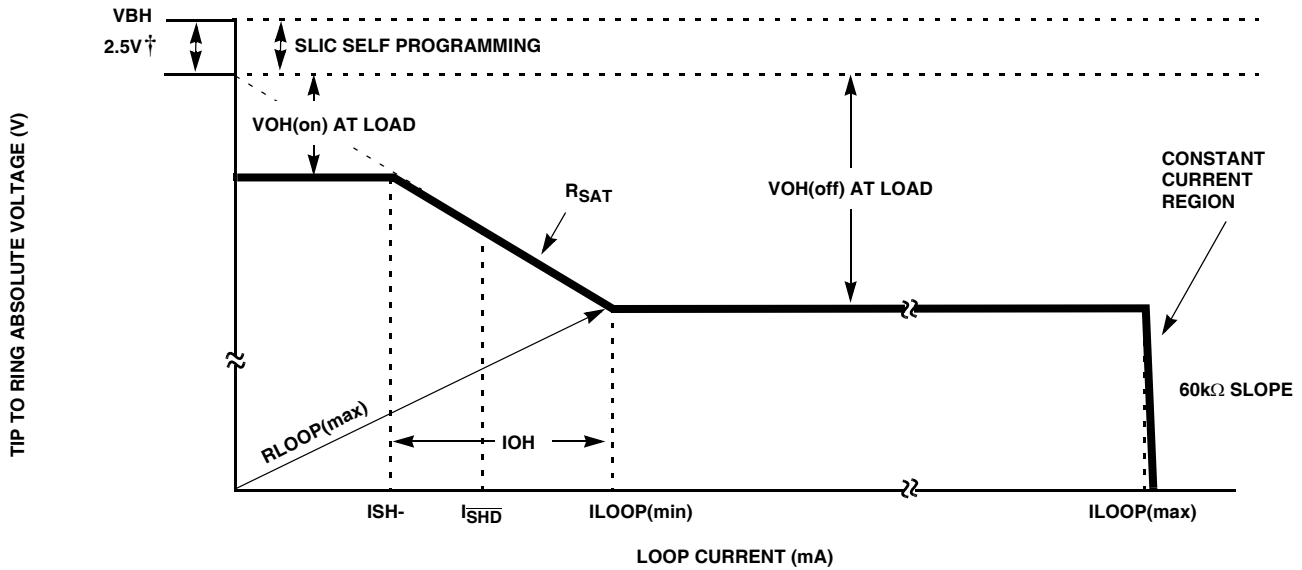 VBH
2.5V†
SLIC SELF PROGRAMMING
VOH(on) AT LOAD
VOH(off) AT LOAD
RSAT
CONSTANT
CURRENT
REGION
60kΩ SLOPE
RLOOP(max)
IOH
ISH-
ISHD
ILOOP(min)
ILOOP(max)
LOOP CURRENT (mA)
TIP TO RING ABSOLUTE VOLTAGE (V)